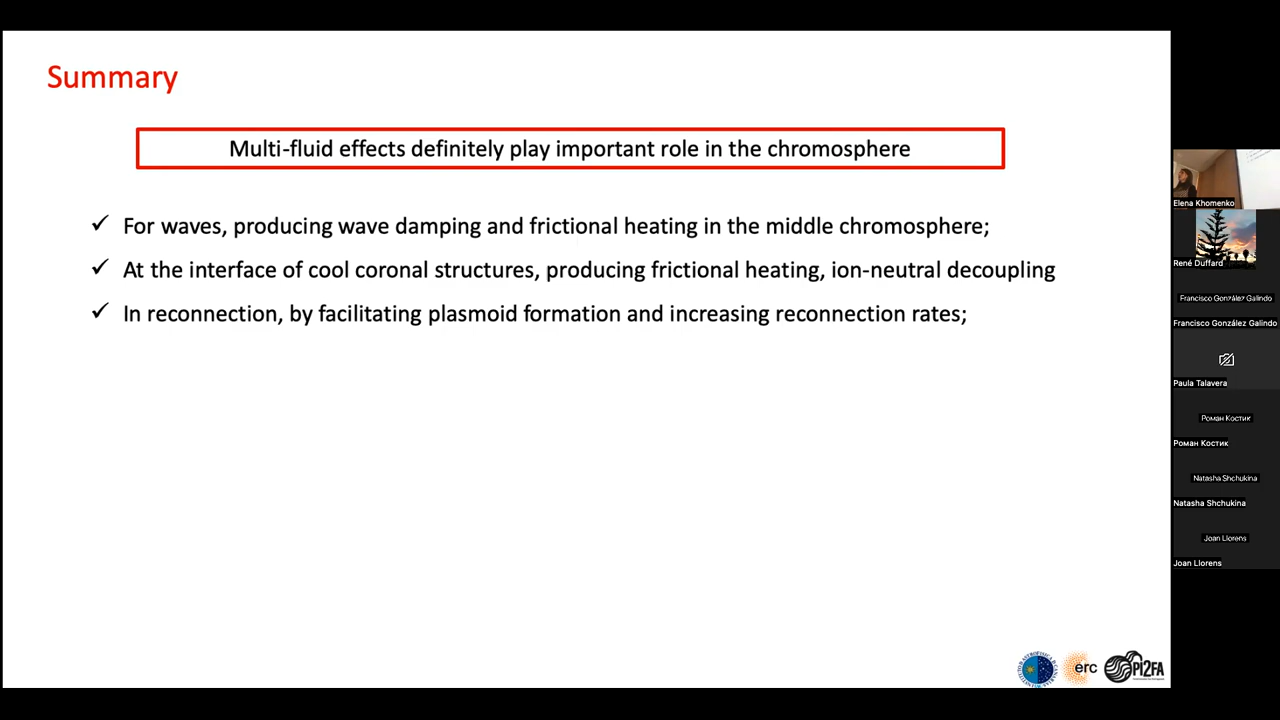 Summary
Multi-fluid effects definitely play important role in the chromosphere
✓ For waves, producing wave damping and frictional heating in the middle chromosphere;
✓ At the interface of cool coronal structures, producing frictional heating, ion-neutral decoupling
✓ In reconnection, by facilitating plasmoid formation and increasing reconnection rates;
erc
PI2FA
Elena Khomenko
René Duffard
Francisco González Galindo
Francisco González Galindo
Paula Talavera
Роман Костик
Роман Костик
Natasha Shchukina
Natasha Shchukina
Joan Llorens
Joan Llorens